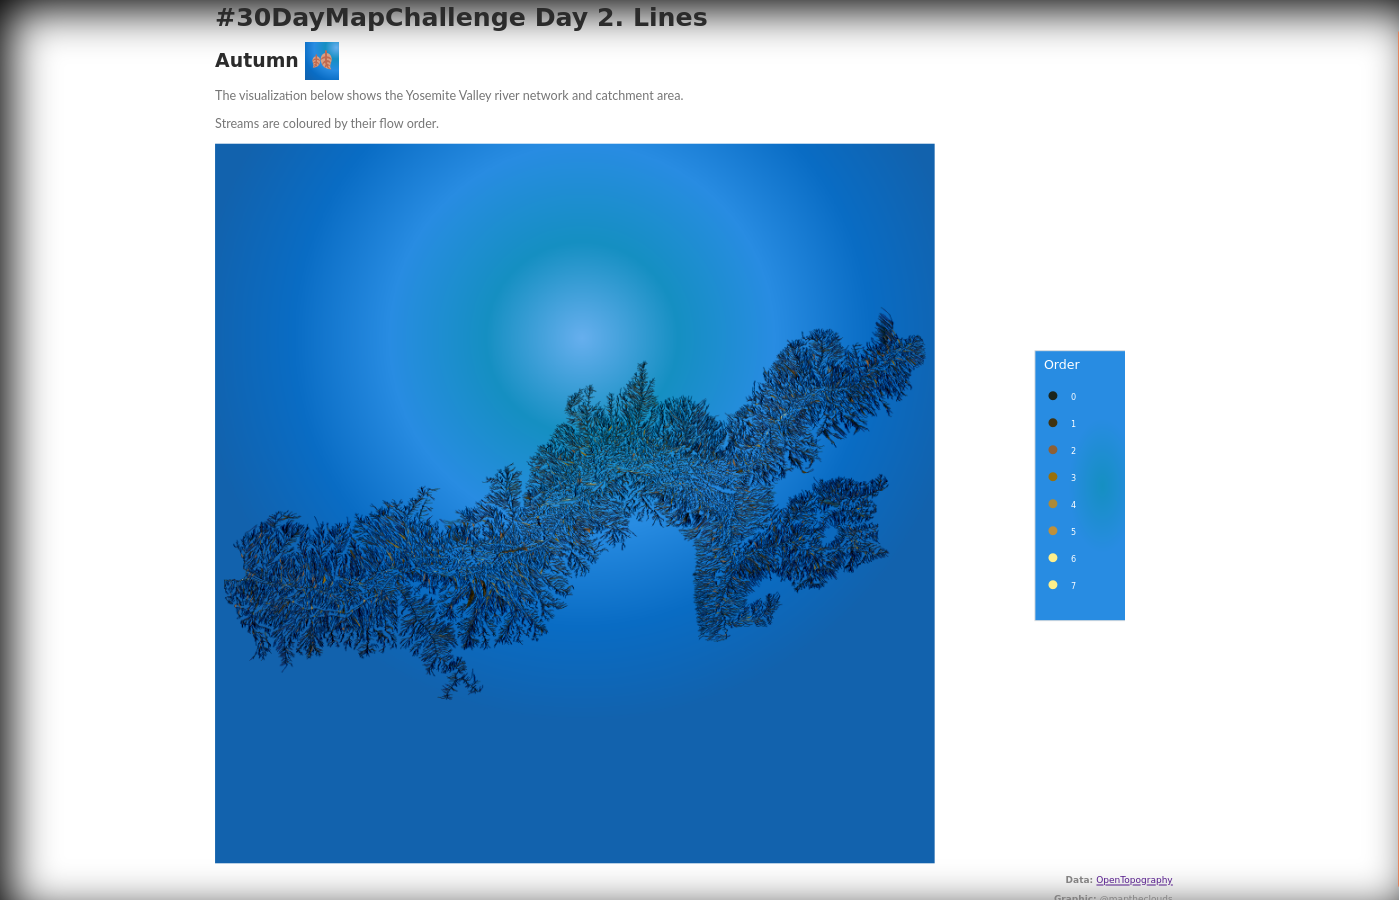 #30DayMapChallenge Day 2. Lines
Autumn
The visualization below shows the Yosemite Valley river network and catchment area.
Streams are coloured by their flow order.
Order
0
1
2
3
4
5
6
7
Data: OpenTopography
Graphic: @maptheclouds